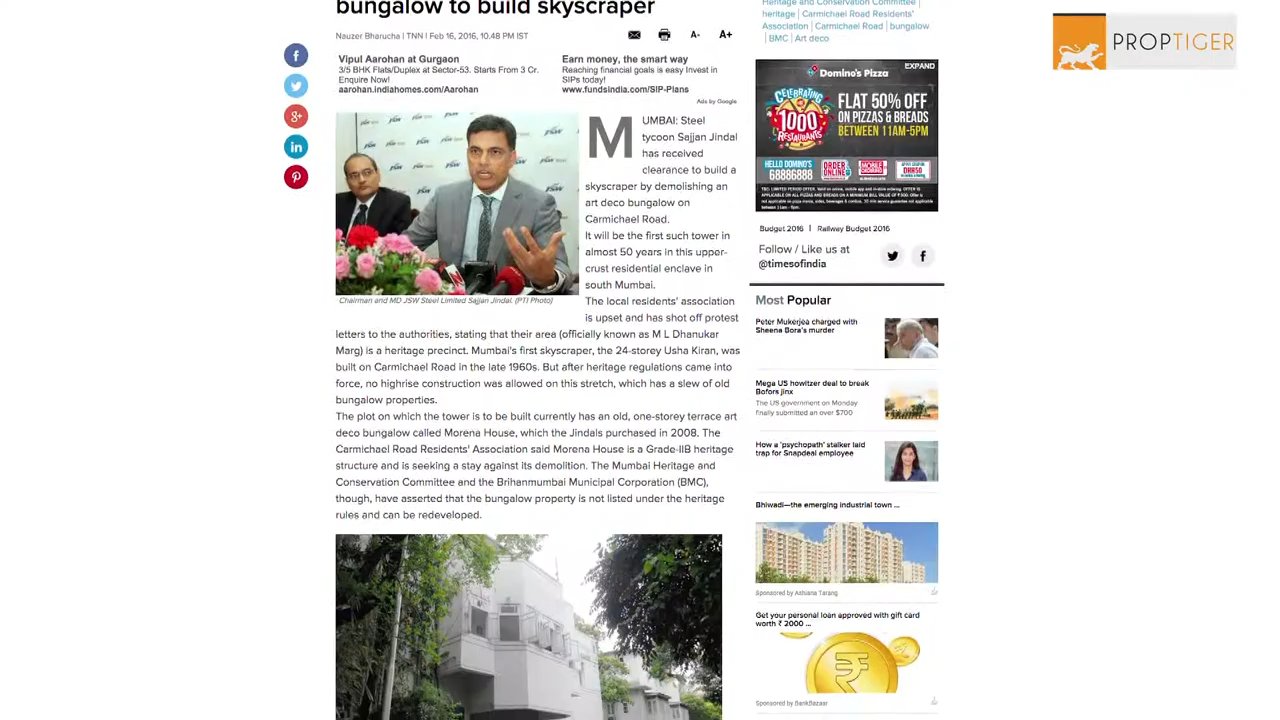 bungalow to build skyscraper
Nauzer Bharucha | TNN | Feb 16, 2016, 10.48 PM IST
A-
A+
Vipul Aarohan at Gurgaon
3/5 BHK Flats/Duplex at Sector-53. Starts From 3 Cr.
Enquire Now!
aarohan.indiahomes.com/Aarohan
Earn money, the smart way
Reaching financial goals is easy Invest in
SIPs today!
www.fundsindia.com/SIP-Plans
Ads by Google
MUMBAI: Steel
tycoon Sajjan Jindal
has received
clearance to build a
skyscraper by demolishing an
art deco bungalow on
Carmichael Road.
It will be the first such tower in
almost 50 years in this upper-
crust residential enclave in
south Mumbai.
The local residents' association
is upset and has shot off protest
Chairman and MD JSW Steel Limited Sajjan Jindal. (PTI Photo)
letters to the authorities, stating that their area (officially known as M L Dhanukar
Marg) is a heritage precinct. Mumbai's first skyscraper, the 24-storey Usha Kiran, was
built on Carmichael Road in the late 1960s. But after heritage regulations came into
force, no highrise construction was allowed on this stretch, which has a slew of old
bungalow properties.
The plot on which the tower is to be built currently has an old, one-storey terrace art
deco bungalow called Morena House, which the Jindals purchased in 2008. The
Carmichael Road Residents' Association said Morena House is a Grade-IIB heritage
structure and is seeking a stay against its demolition. The Mumbai Heritage and
Conservation Committee and the Brihanmumbai Municipal Corporation (BMC),
though, have asserted that the bungalow property is not listed under the heritage
rules and can be redeveloped.
Heritage and Conservation Committee |
heritage | Carmichael Road Residents'
Association | Carmichael Road | bungalow
| BMC | Art deco
EXPAND
Domino's Pizza
CELEBRATING
1000
RESTAURANTS
FLAT 50% OFF
ON PIZZAS & BREADS
BETWEEN 11AM-5PM
HELLO DOMINO'S
68886888
ORDER
ONLINE
MOBILE
ORDERING
Budget 2016 | Railway Budget 2016
Follow / Like us at
@timesofindia
Most Popular
Peter Mukerjea charged with
Sheena Bora's murder
Mega US howitzer deal to break
Bofors jinx
The US government on Monday
finally submitted an over $700
How a 'psychopath' stalker laid
trap for Snapdeal employee
Bhiwadi—the emerging industrial town ...
Sponsored by Ashiana Tarang
Get your personal loan approved with gift card
worth ₹ 2000 ...
Sponsored by BankBazaar
PROPTIGER